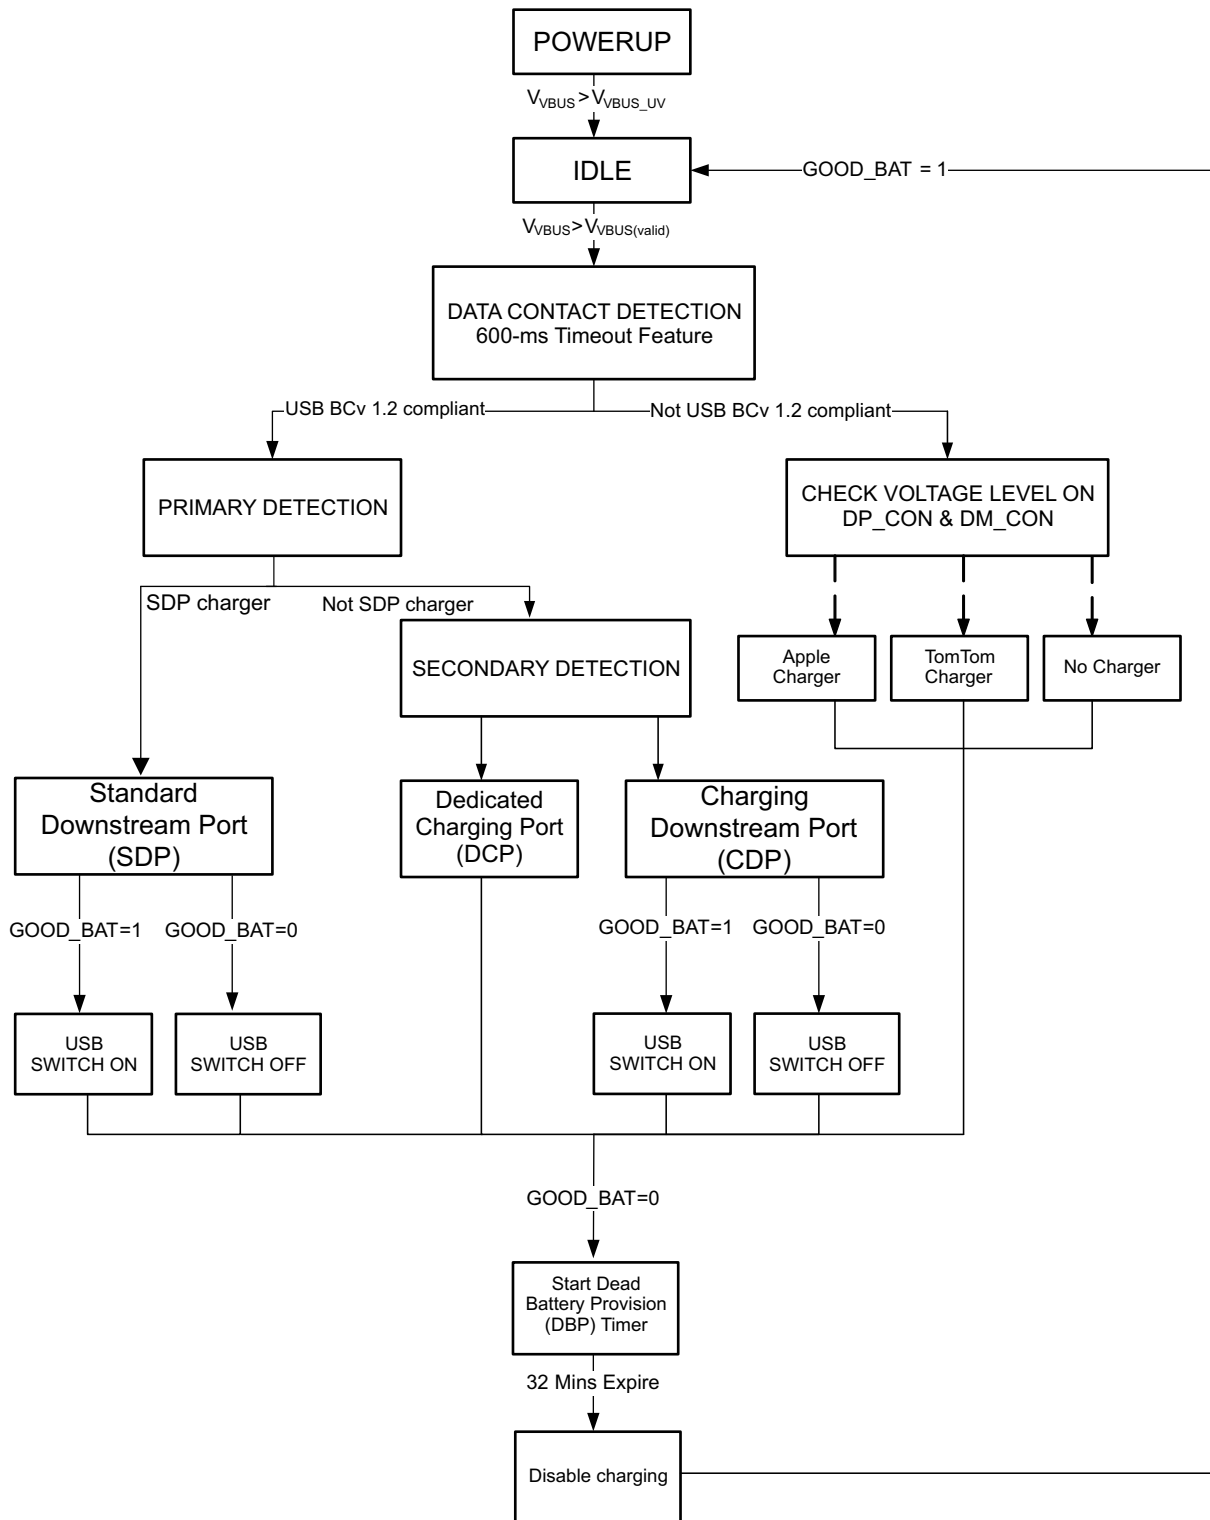 POWERUP
VVBUS > VVBUS_UV
IDLE
GOOD_BAT = 1
VVBUS > VVBUS(valid)
DATA CONTACT DETECTION
600-ms Timeout Feature
USB BCv 1.2 compliant
Not USB BCv 1.2 compliant
PRIMARY DETECTION
CHECK VOLTAGE LEVEL ON
DP_CON & DM_CON
SDP charger
Not SDP charger
SECONDARY DETECTION
Apple
Charger
TomTom
Charger
No Charger
Standard
Downstream Port
(SDP)
Dedicated
Charging Port
(DCP)
Charging
Downstream Port
(CDP)
GOOD_BAT=1
GOOD_BAT=0
GOOD_BAT=1
GOOD_BAT=0
USB
SWITCH ON
USB
SWITCH OFF
USB
SWITCH ON
USB
SWITCH OFF
GOOD_BAT=0
Start Dead
Battery Provision
(DBP) Timer
32 Mins Expire
Disable charging